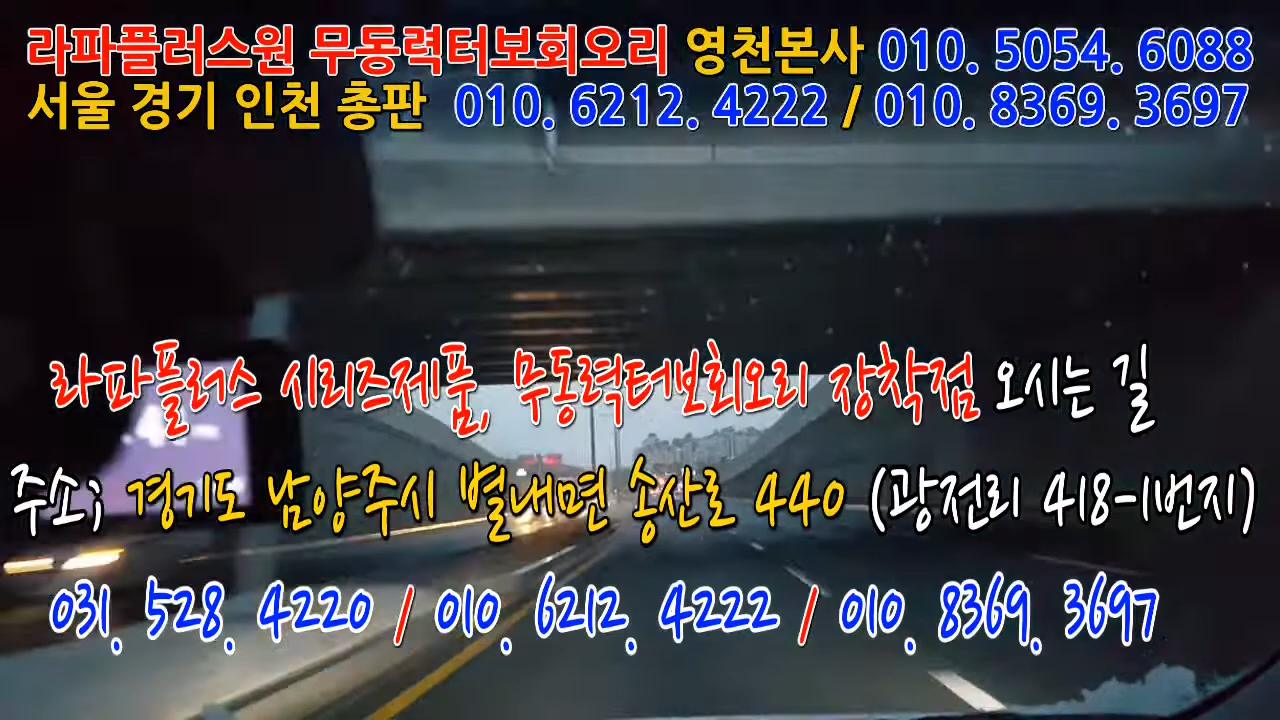 라파플러스원 무동력터보회오리 영천본사 010. 5054. 6088
서울 경기 인천 총판 010. 6212. 4222 / 010. 8369. 3697
라파플러스 시리즈제품, 무동력터보회오리 장착점 오시는 길
주소; 경기도 남양주시 별내면 송산로 440 (광전리 418-1번지)
031. 528. 4220 / 010. 6212. 4222 / 010. 8369. 3697